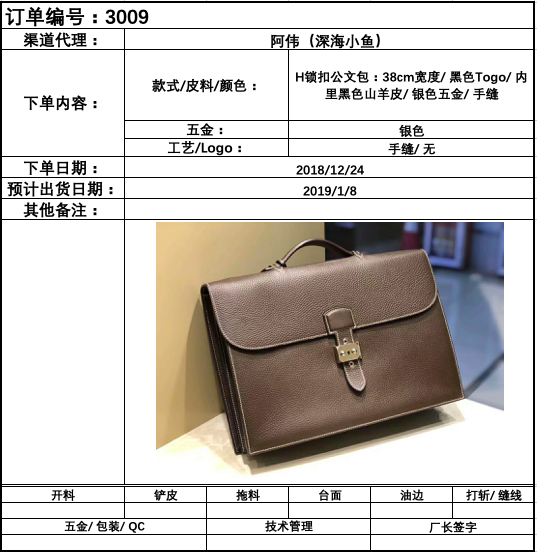 订单编号：3009
渠道代理：
阿伟（深海小鱼）
下单内容：
款式/皮料/颜色：
H锁扣公文包：38cm宽度/ 黑色Togo/ 内
里黑色山羊皮/ 银色五金/ 手缝
五金：
银色
工艺/Logo：
手缝/ 无
下单日期：
2018/12/24
预计出货日期：
2019/1/8
其他备注：
开料
铲皮
拖料
台面
油边
打斩/ 缝线
五金/ 包装/ QC
技术管理
厂长签字